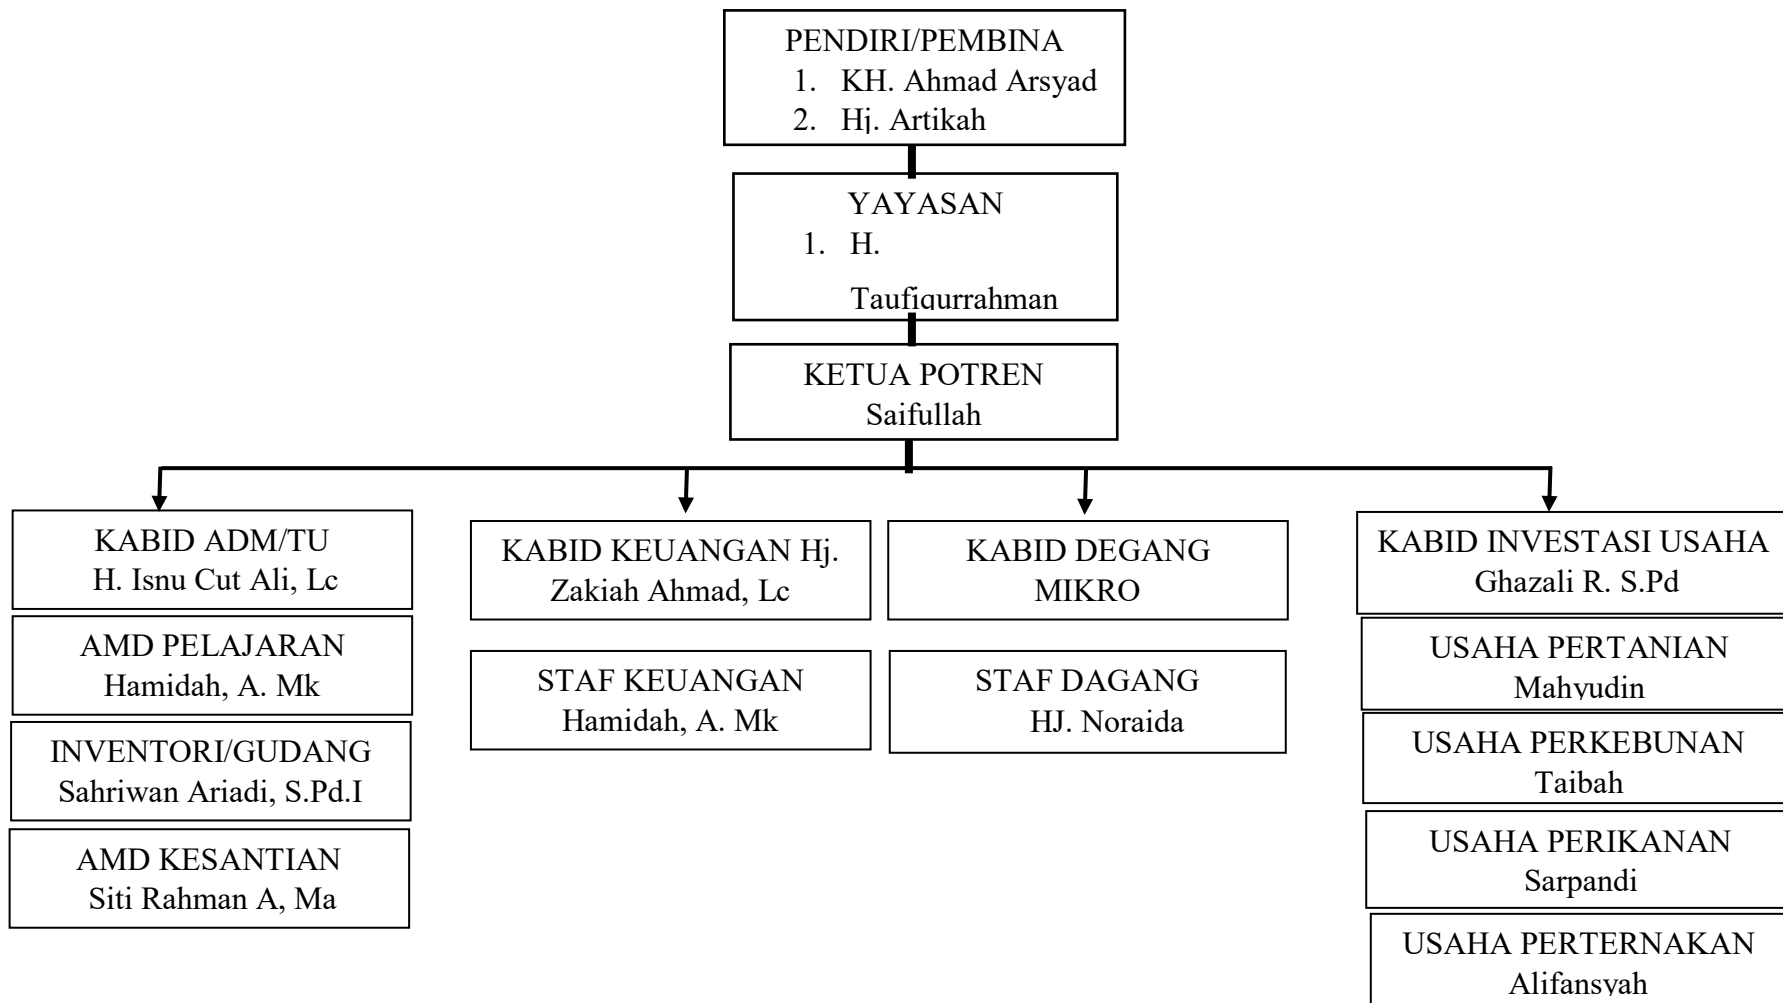 PENDIRI/PEMBINA
1. KH. Ahmad Arsyad
2. Hj. Artikah
YAYASAN
1. H.
Taufiqurrahman
KETUA POTREN
Saifullah
KABID ADM/TU
H. Isnu Cut Ali, Lc
AMD PELAJARAN
Hamidah, A. Mk
INVENTORI/GUDANG
Sahriwan Ariadi, S.Pd.I
AMD KESANTIAN
Siti Rahman A, Ma
KABID KEUANGAN Hj.
Zakiah Ahmad, Lc
STAF KEUANGAN
Hamidah, A. Mk
KABID DEGANG
MIKRO
STAF DAGANG
HJ. Noraida
KABID INVESTASI USAHA
Ghazali R. S.Pd
USAHA PERTANIAN
Mahyudin
USAHA PERKEBUNAN
Taibah
USAHA PERIKANAN
Sarpandi
USAHA PERTERNAKAN
Alifansyah